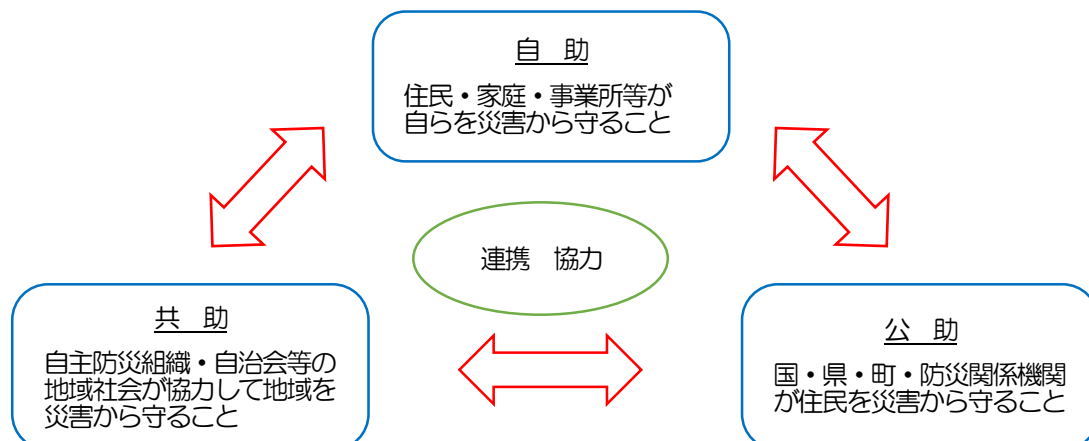 自　助
住民・家庭・事業所等が
自らを災害から守ること
連携　協力
共　助
自主防災組織・自治会等の
地域社会が協力して地域を
災害から守ること
公　助
国・県・町・防災関係機関
が住民を災害から守ること